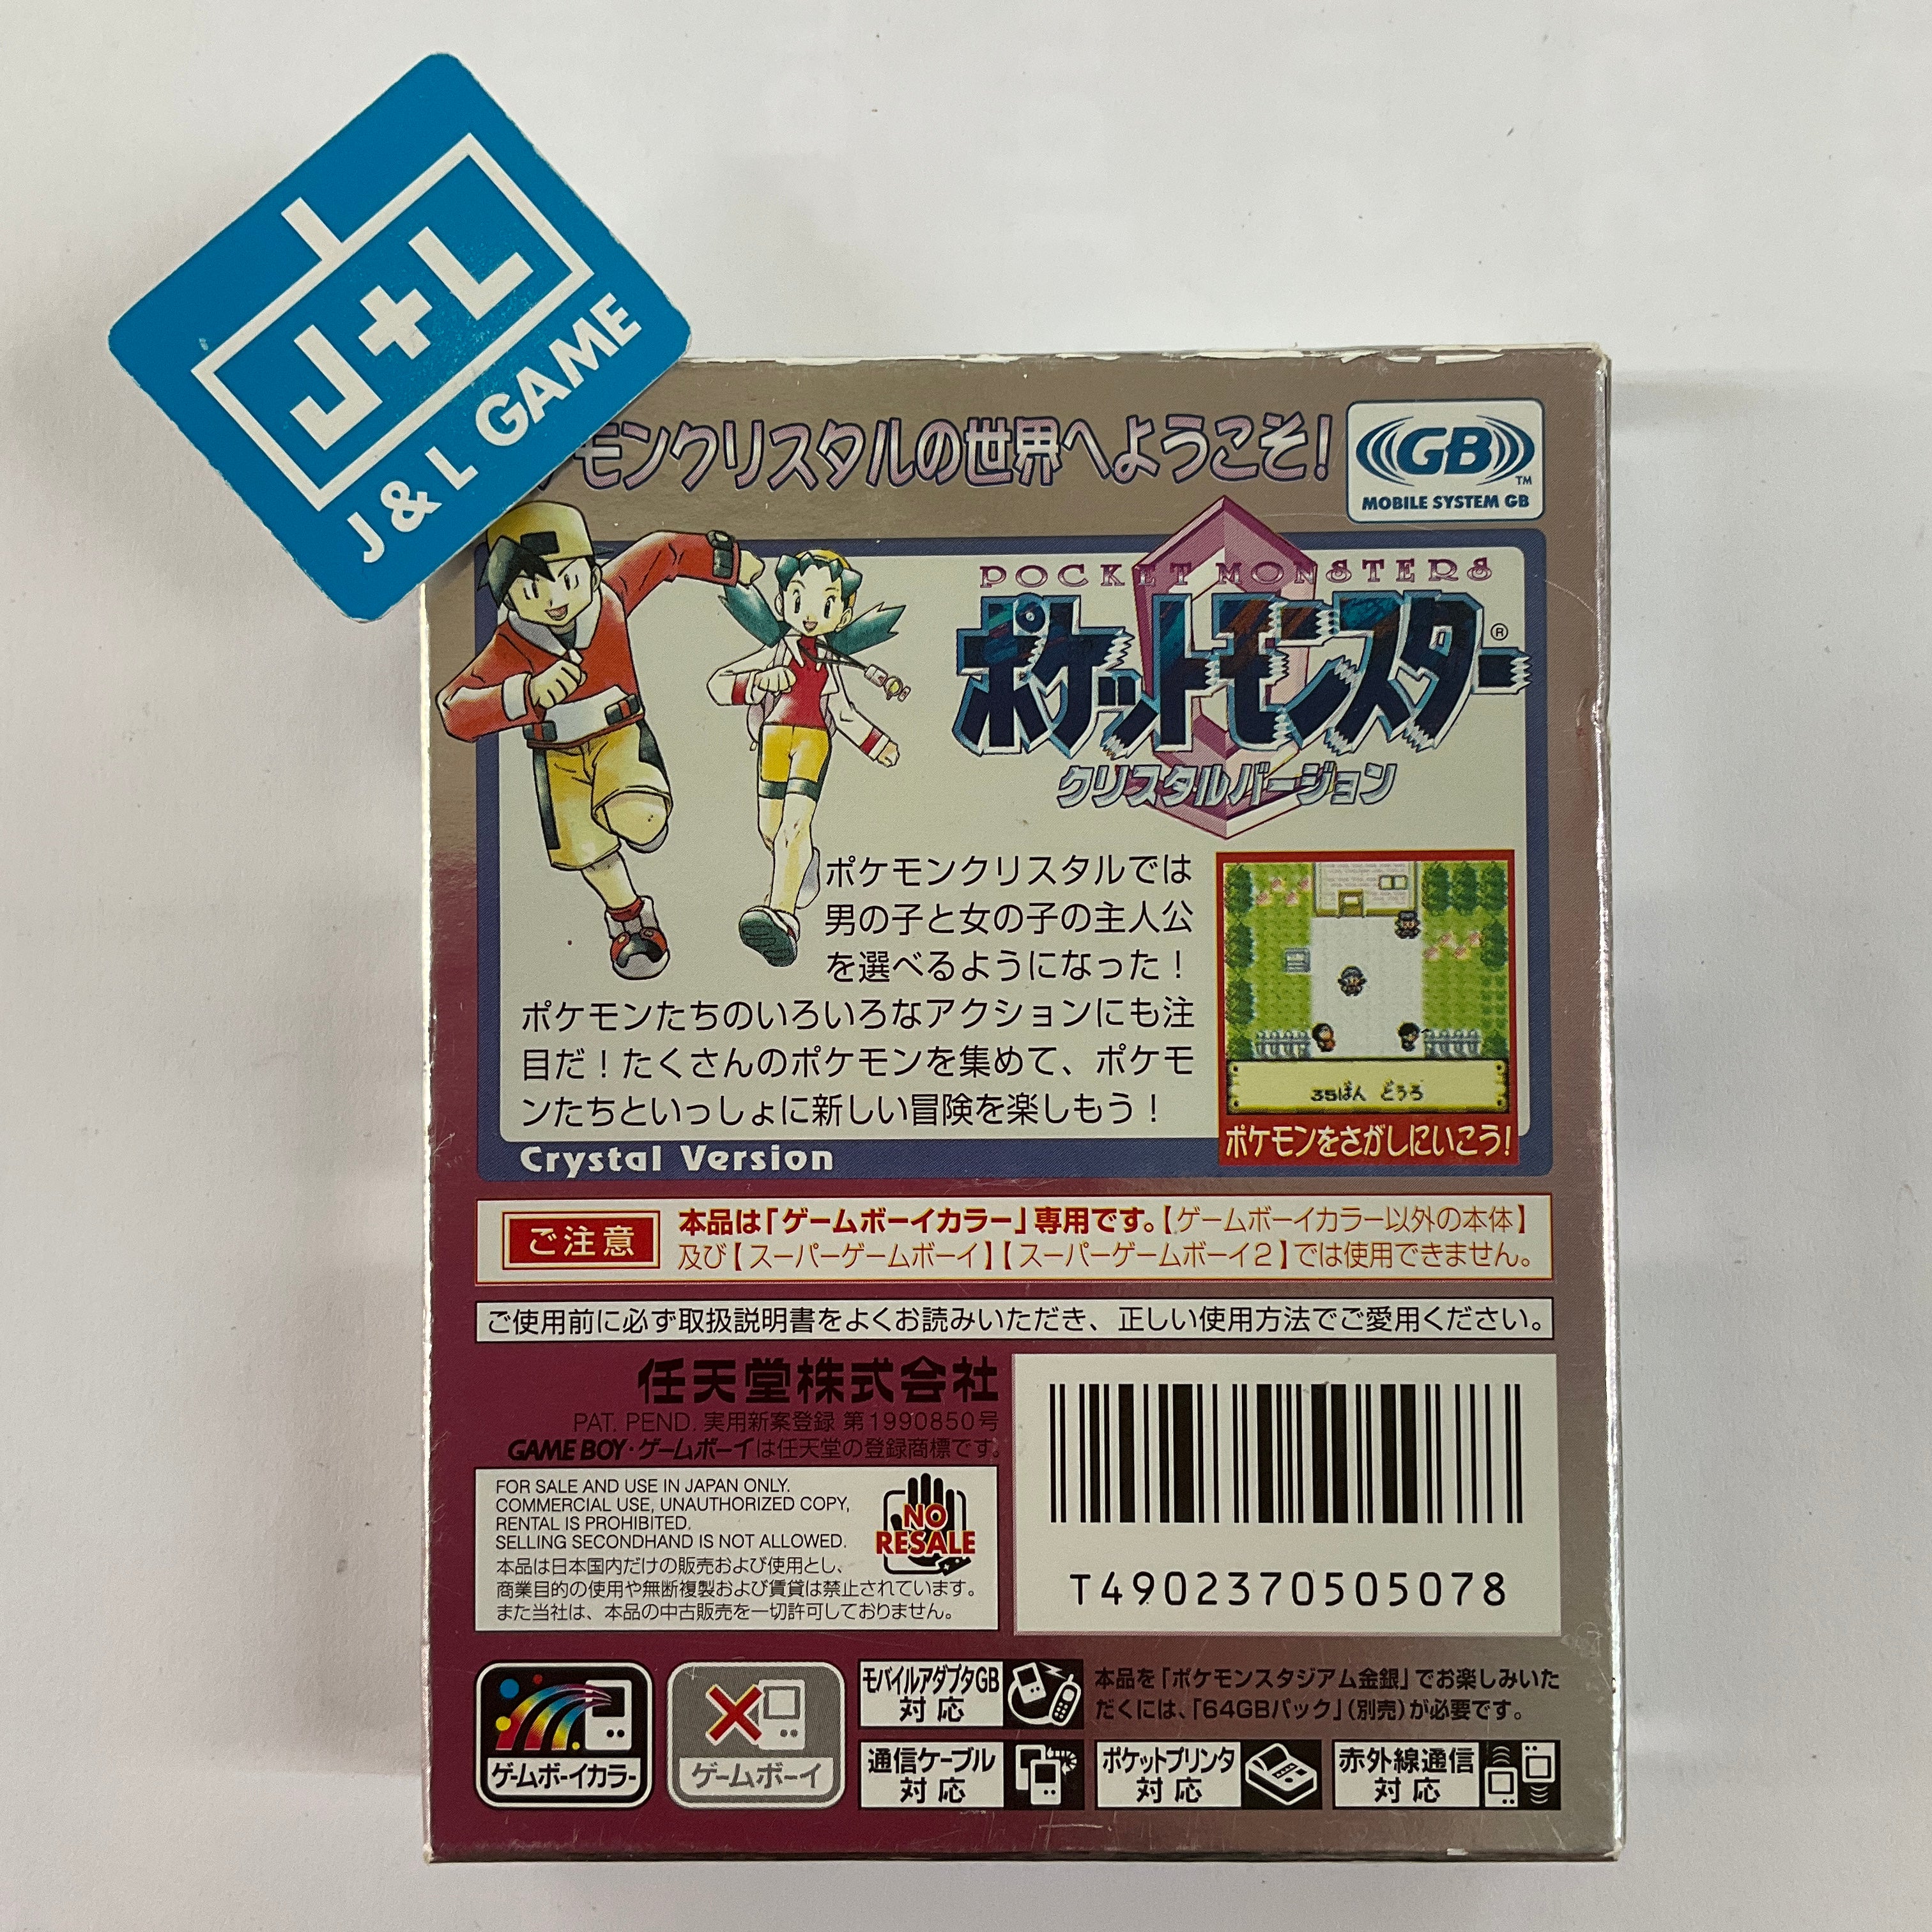 J+L
J & L GAME
モンクリスタルの世界へようこそ!
GB
TM
MOBILE SYSTEM GB
POCKET MONSTERS
ポケットモンスター®
クリスタルバージョン
ポケモンクリスタルでは
男の子と女の子の主人公
を選べるようになった!
ポケモンたちのいろいろなアクションにも注
目だ!たくさんのポケモンを集めて、ポケモ
ンたちといっしょに新しい冒険を楽しもう!
35ばん どうろ
ポケモンをさがしにいこう!
Crystal Version
ご注意
本品は「ゲームボーイカラー」専用です。【ゲームボーイカラー以外の本体】
及び【スーパーゲームボーイ】【スーパーゲームボーイ2】では使用できません。
ご使用前に必ず取扱説明書をよくお読みいただき、正しい使用方法でご愛用ください。
任天堂株式会社
PAT. PEND. 実用新案登録 第1990850号
GAME BOY・ゲームボーイは任天堂の登録商標です。
FOR SALE AND USE IN JAPAN ONLY.
COMMERCIAL USE, UNAUTHORIZED COPY,
RENTAL IS PROHIBITED.
SELLING SECONDHAND IS NOT ALLOWED.
本品は日本国内だけの販売および使用とし、
商業目的の使用や無断複製および賃貸は禁止されています。
また当社は、本品の中古販売を一切許可しておりません。
NO
RESALE
T4902370505078
ゲームボーイカラー
ゲームボーイ
モバイルアダプタGB
対応
本品を「ポケモンスタジアム金銀」でお楽しみいた
だくには、「64GBパック」(別売)が必要です。
通信ケーブル
対応
ポケットプリンタ
対応
赤外線通信
対応